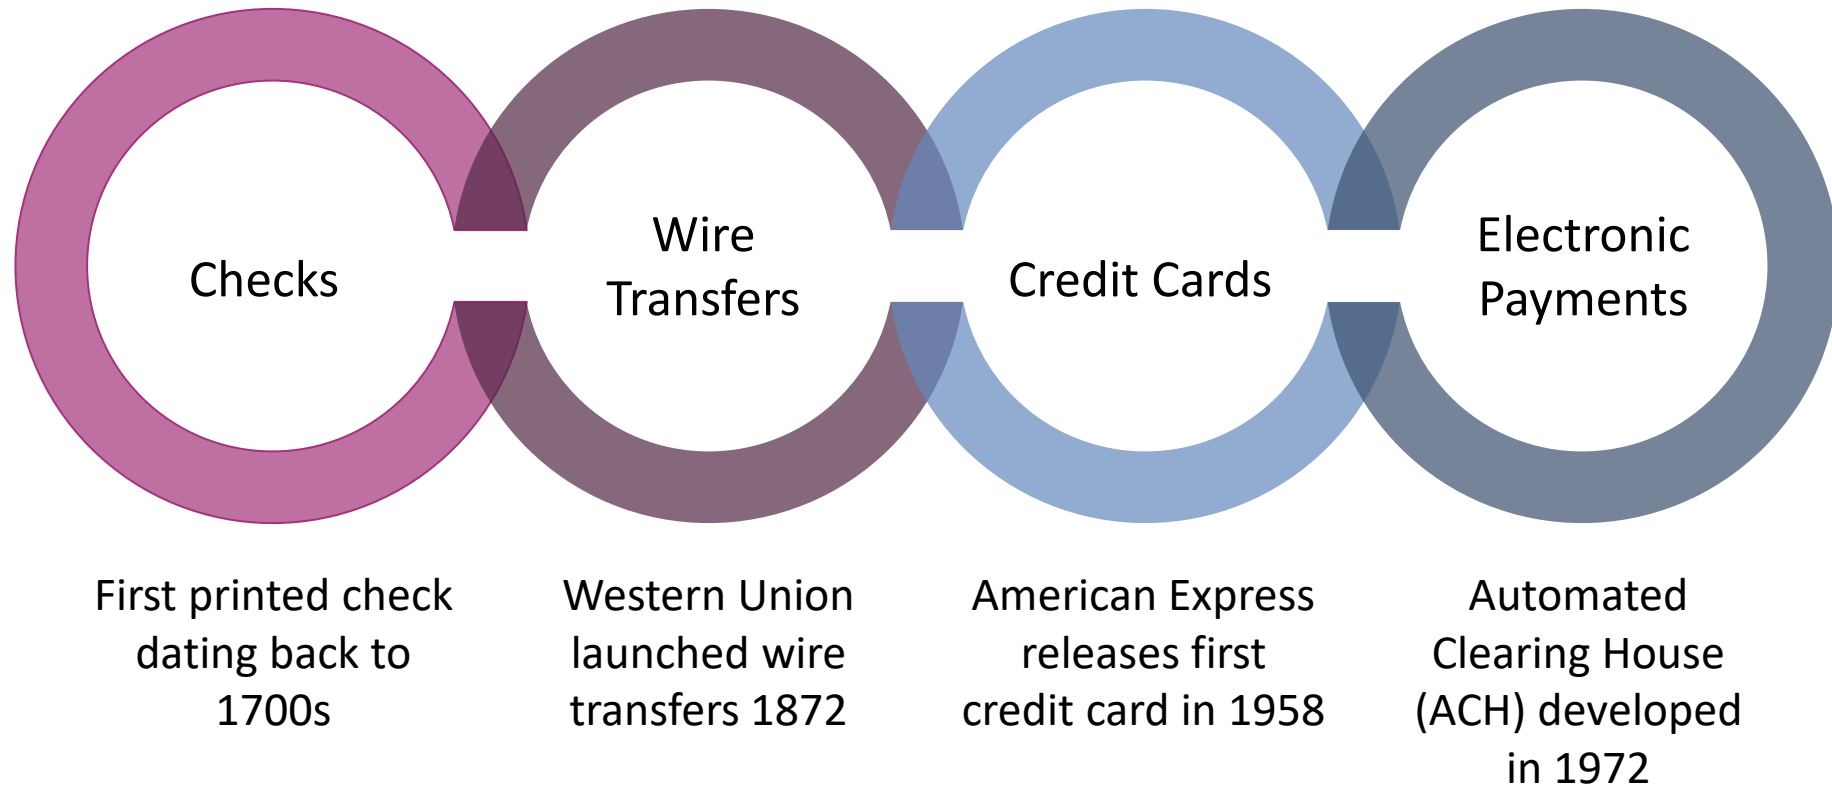 Checks
Wire
Transfers
Credit Cards
Electronic
Payments
First printed check
dating back to
1700s
Western Union
launched wire
transfers 1872
American Express
releases first
credit card in 1958
Automated
Clearing House
(ACH) developed
in 1972